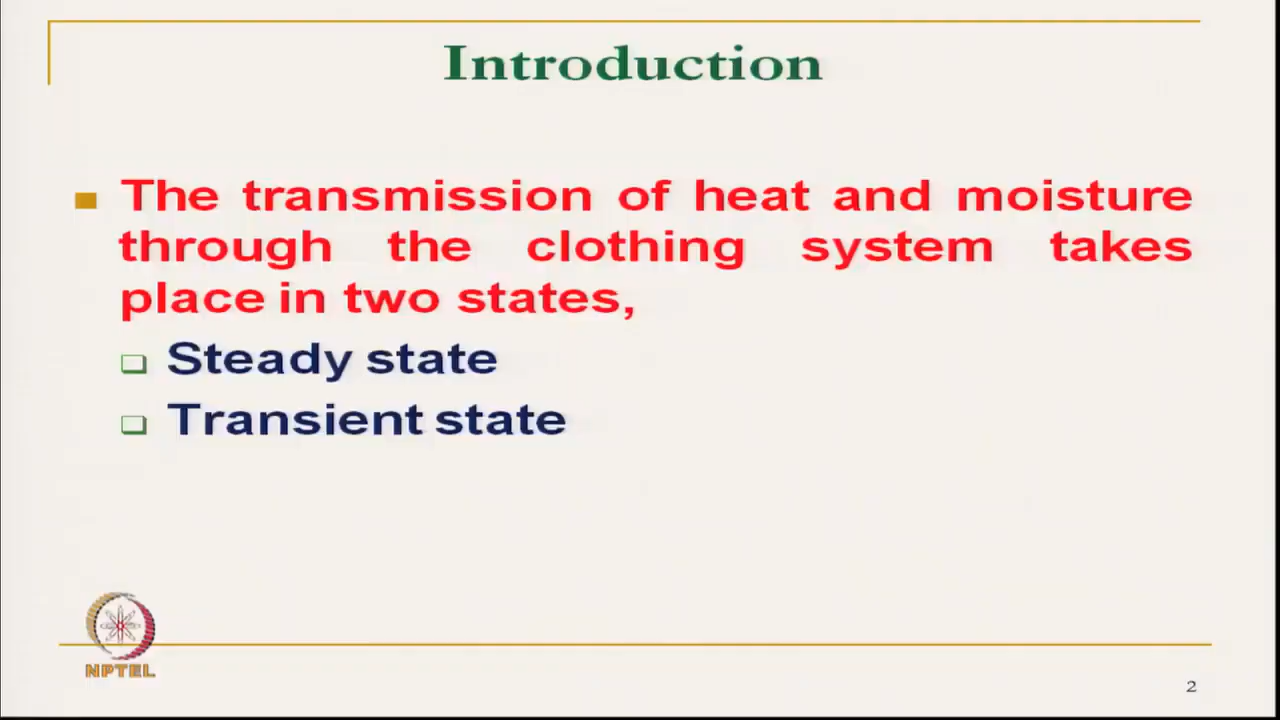 Introduction
The transmission of heat and moisture
through the clothing system takes
place in two states,
Steady state
Transient state
NPTEL
2